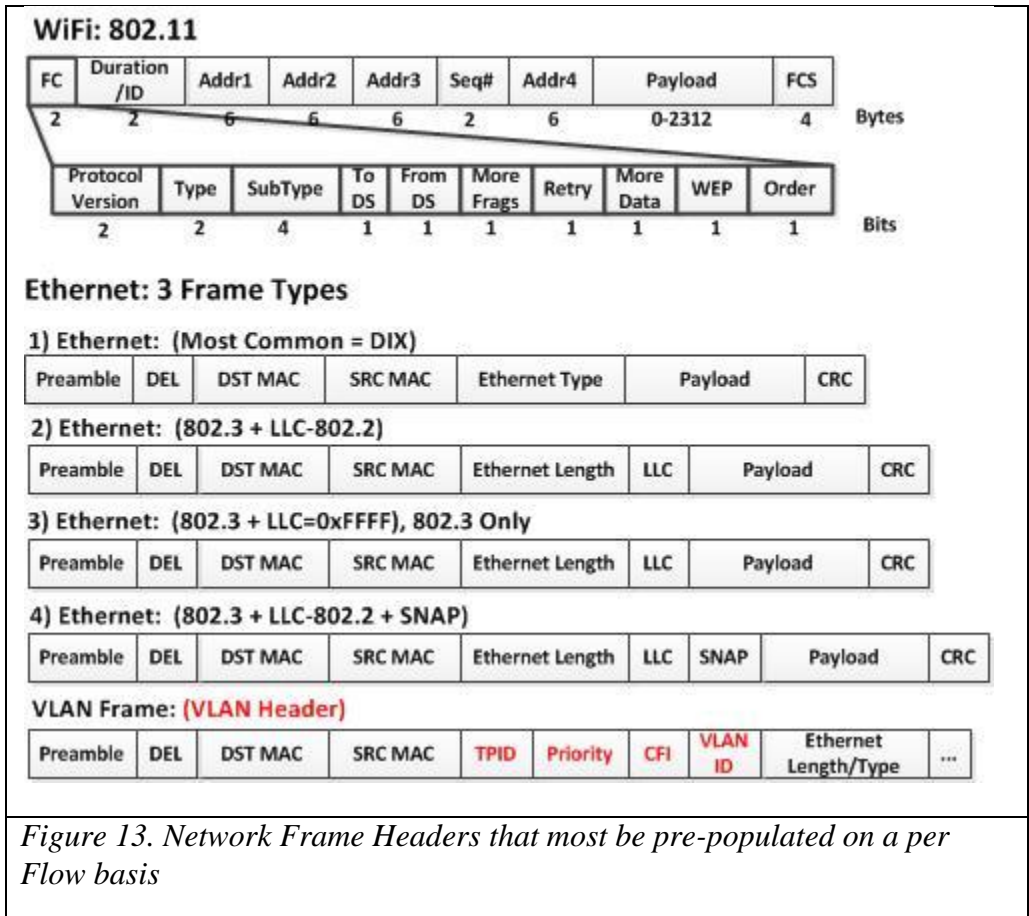 WiFi: 802.11
FC Duration /ID Addr1 Addr2 Addr3 Seq# Addr4 Payload FCS
2 2 6 6 6 2 6 0-2312 4 Bytes
Protocol Version Type SubType To DS From DS More Frags Retry More Data WEP Order
2 2 4 1 1 1 1 1 1 1 Bits
Ethernet: 3 Frame Types
1) Ethernet: (Most Common = DIX)
Preamble DEL DST MAC SRC MAC Ethernet Type Payload CRC
2) Ethernet: (802.3 + LLC-802.2)
Preamble DEL DST MAC SRC MAC Ethernet Length LLC Payload CRC
3) Ethernet: (802.3 + LLC=0xFFFF), 802.3 Only
Preamble DEL DST MAC SRC MAC Ethernet Length LLC Payload CRC
4) Ethernet: (802.3 + LLC-802.2 + SNAP)
Preamble DEL DST MAC SRC MAC Ethernet Length LLC SNAP Payload CRC
VLAN Frame: (VLAN Header)
Preamble DEL DST MAC SRC MAC TPID Priority CFI VLAN ID Ethernet Length/Type ...
Figure 13. Network Frame Headers that most be pre-populated on a per
Flow basis